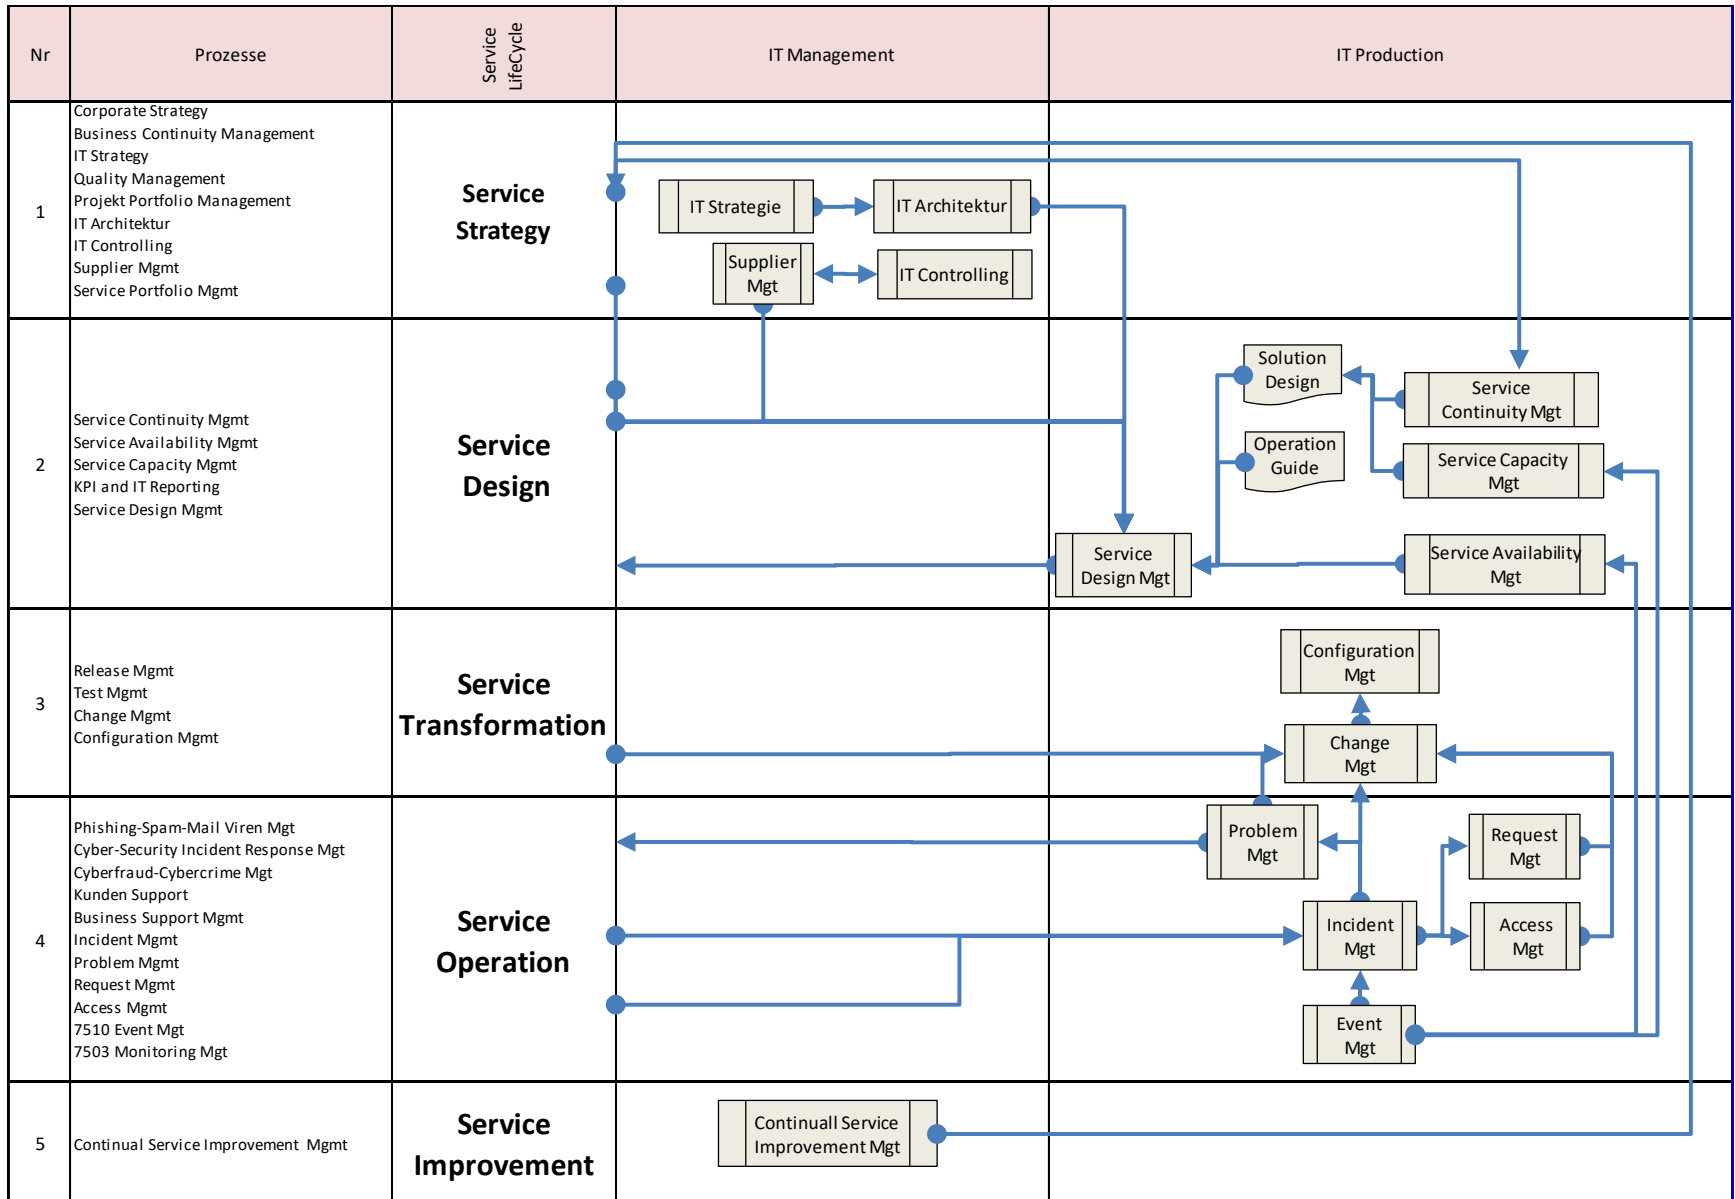 Nr
Prozesse
Service
LifeCycle
IT Management
IT Production
1
Corporate Strategy
Business Continuity Management
IT Strategy
Quality Management
Projekt Portfolio Management
IT Architektur
IT Controlling
Supplier Mgmt
Service Portfolio Mgmt
Service
Strategy
IT Strategie
IT Architektur
Supplier
Mgt
IT Controlling
2
Service Continuity Mgmt
Service Availability Mgmt
Service Capacity Mgmt
KPI and IT Reporting
Service Design Mgmt
Service
Design
Solution
Design
Service
Continuity Mgt
Operation
Guide
Service Capacity
Mgt
Service
Design Mgt
Service Availability
Mgt
3
Release Mgmt
Test Mgmt
Change Mgmt
Configuration Mgmt
Service
Transformation
Configuration
Mgt
Change
Mgt
4
Phishing-Spam-Mail Viren Mgt
Cyber-Security Incident Response Mgt
Cyberfraud-Cybercrime Mgt
Kunden Support
Business Support Mgmt
Incident Mgmt
Problem Mgmt
Request Mgmt
Access Mgmt
7510 Event Mgt
7503 Monitoring Mgt
Service
Operation
Problem
Mgt
Request
Mgt
Incident
Mgt
Access
Mgt
Event
Mgt
5
Continual Service Improvement Mgmt
Service
Improvement
Continuall Service
Improvement Mgt